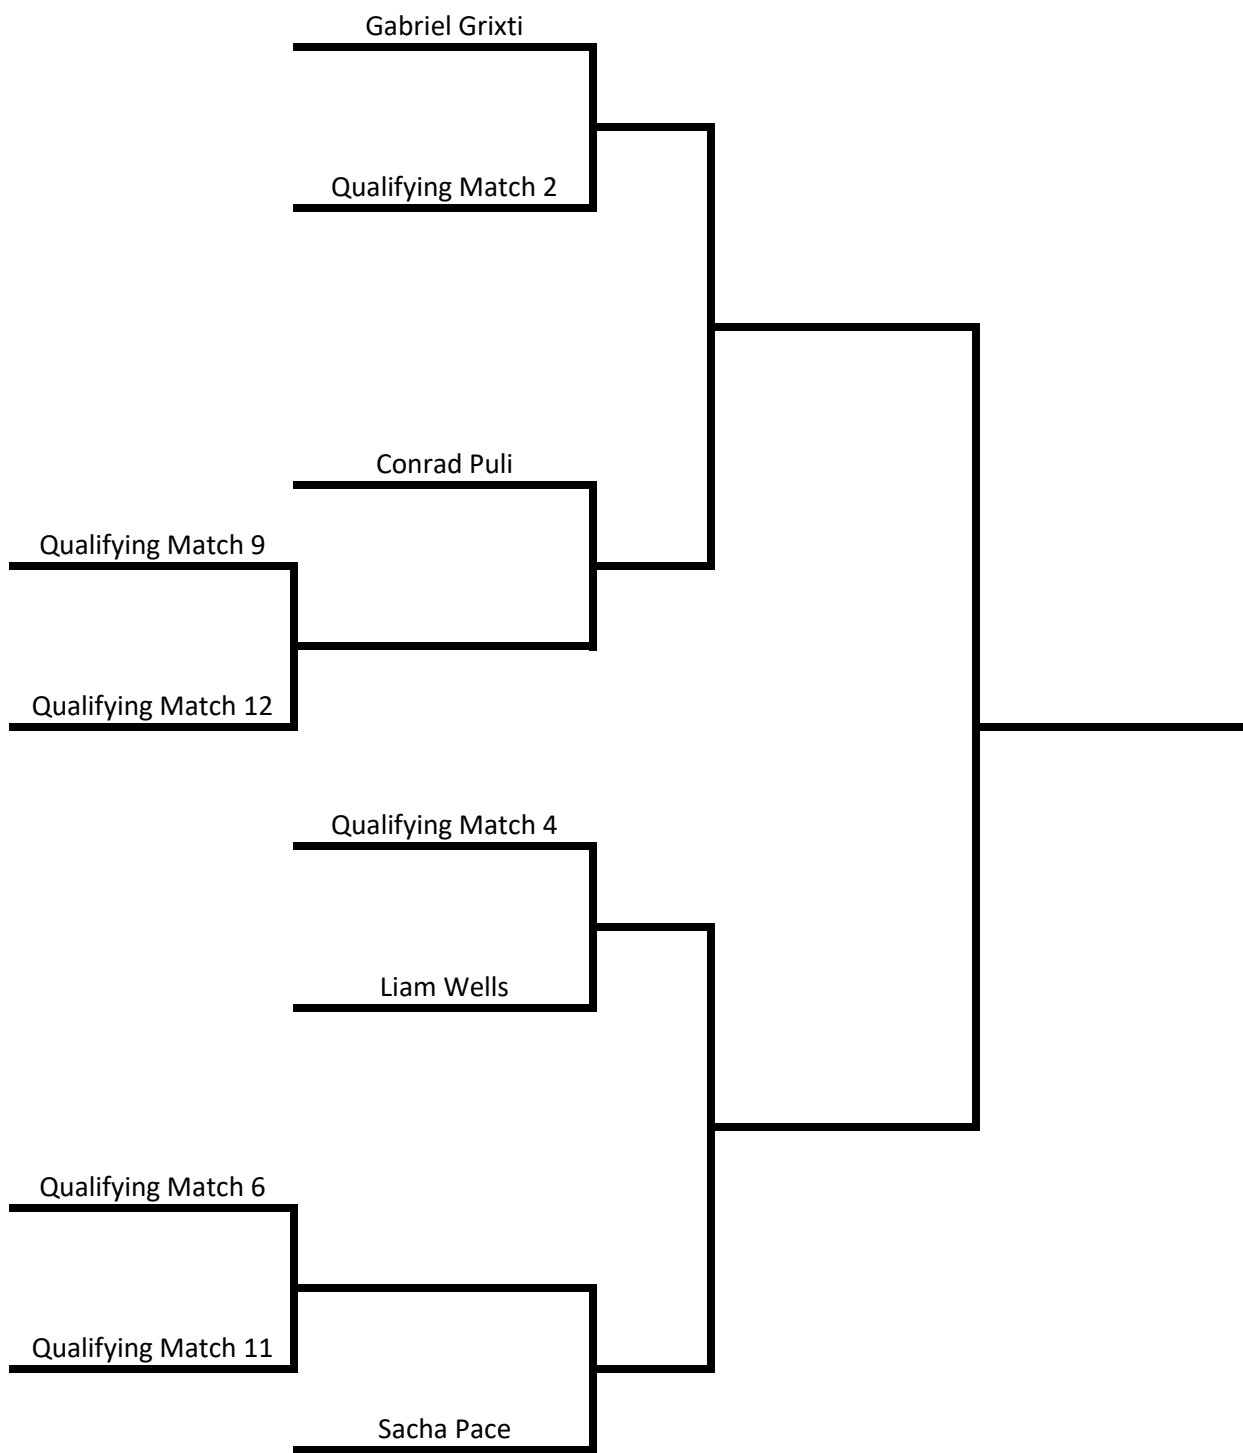 Gabriel Grixti
Qualifying Match 2
Conrad Puli
Qualifying Match 9
Qualifying Match 12
Qualifying Match 4
Liam Wells
Qualifying Match 6
Qualifying Match 11
Sacha Pace